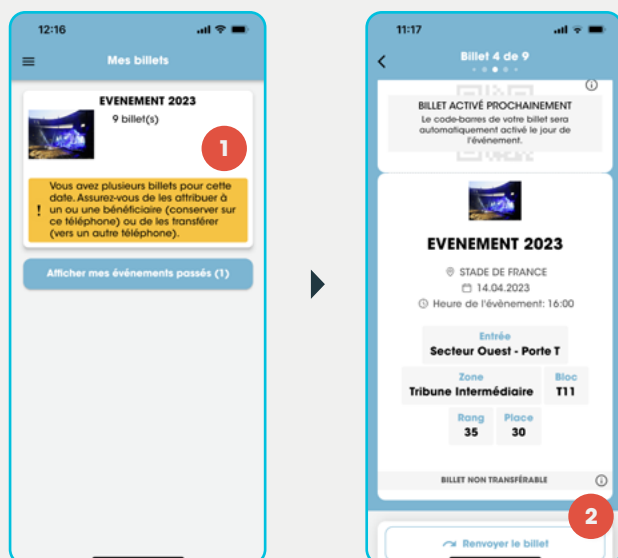 12:16
Mes billets
EVENEMENT 2023
9 billet(s)
1
! Vous avez plusieurs billets pour cette
date. Assurez-vous de les attribuer à
un ou une bénéficiaire (conserver sur
ce téléphone) ou de les transférer
(vers un autre téléphone).
Afficher mes événements passés (1)
11:17
Billet 4 de 9
BILLET ACTIVÉ PROCHAINEMENT
Le code-barres de votre billet sera
automatiquement activé le jour de
l'événement.
EVENEMENT 2023
STADE DE FRANCE
14.04.2023
Heure de l'évènement: 16:00
Entrée
Secteur Ouest - Porte T
Zone Bloc
Tribune Intermédiaire T11
Rang Place
35 30
BILLET NON TRANSFÉRABLE
2
Renvoyer le billet